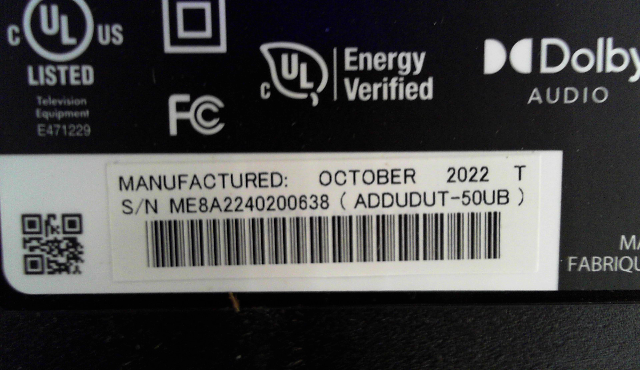 C UL US
LISTED
Television
Equipment
E471229
FC
C UL Energy
Verified
Dolby
AUDIO
MANUFACTURED: OCTOBER 2022 T
S/N ME8A2240200638 ( ADDUDUT-50UB )
MA
FABRIQU